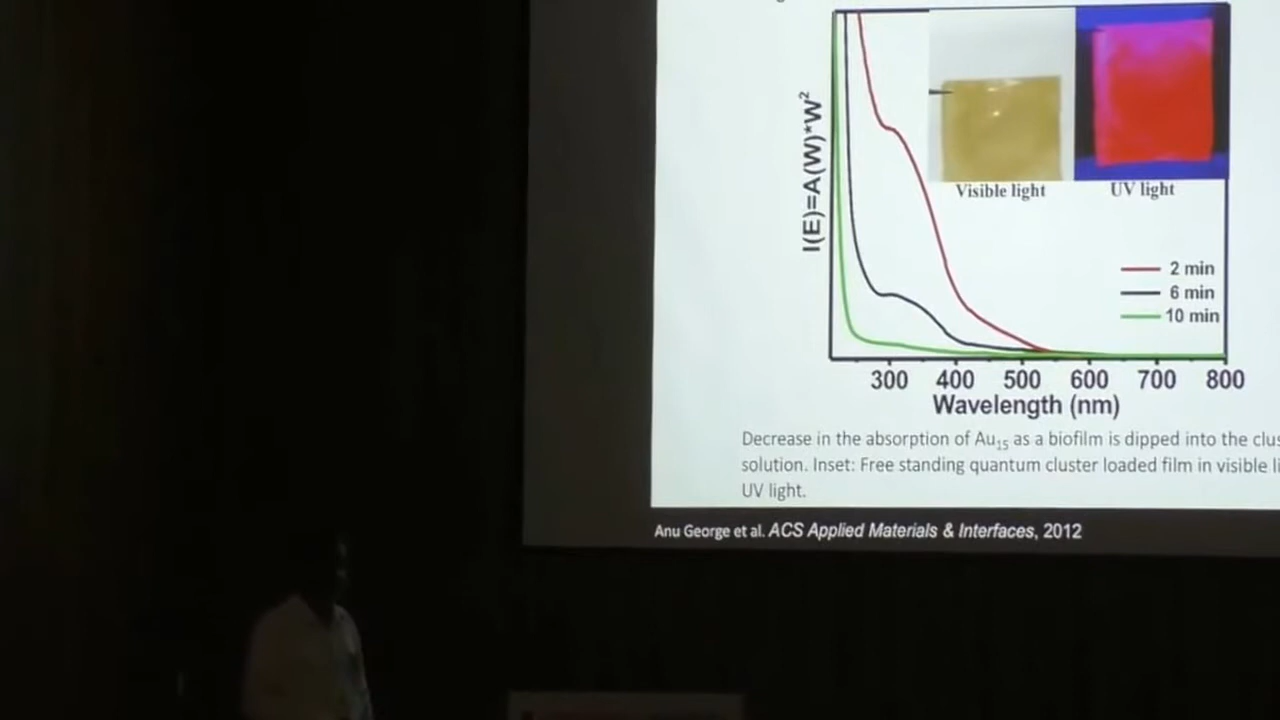 I(E)=A(W)*W²
Visible light
UV light
2 min
6 min
10 min
300 400 500 600 700 800
Wavelength (nm)
Decrease in the absorption of Au₁₅ as a biofilm is dipped into the
solution. Inset: Free standing quantum cluster loaded film in visible
UV light.
Anu George et al. ACS Applied Materials & Interfaces, 2012